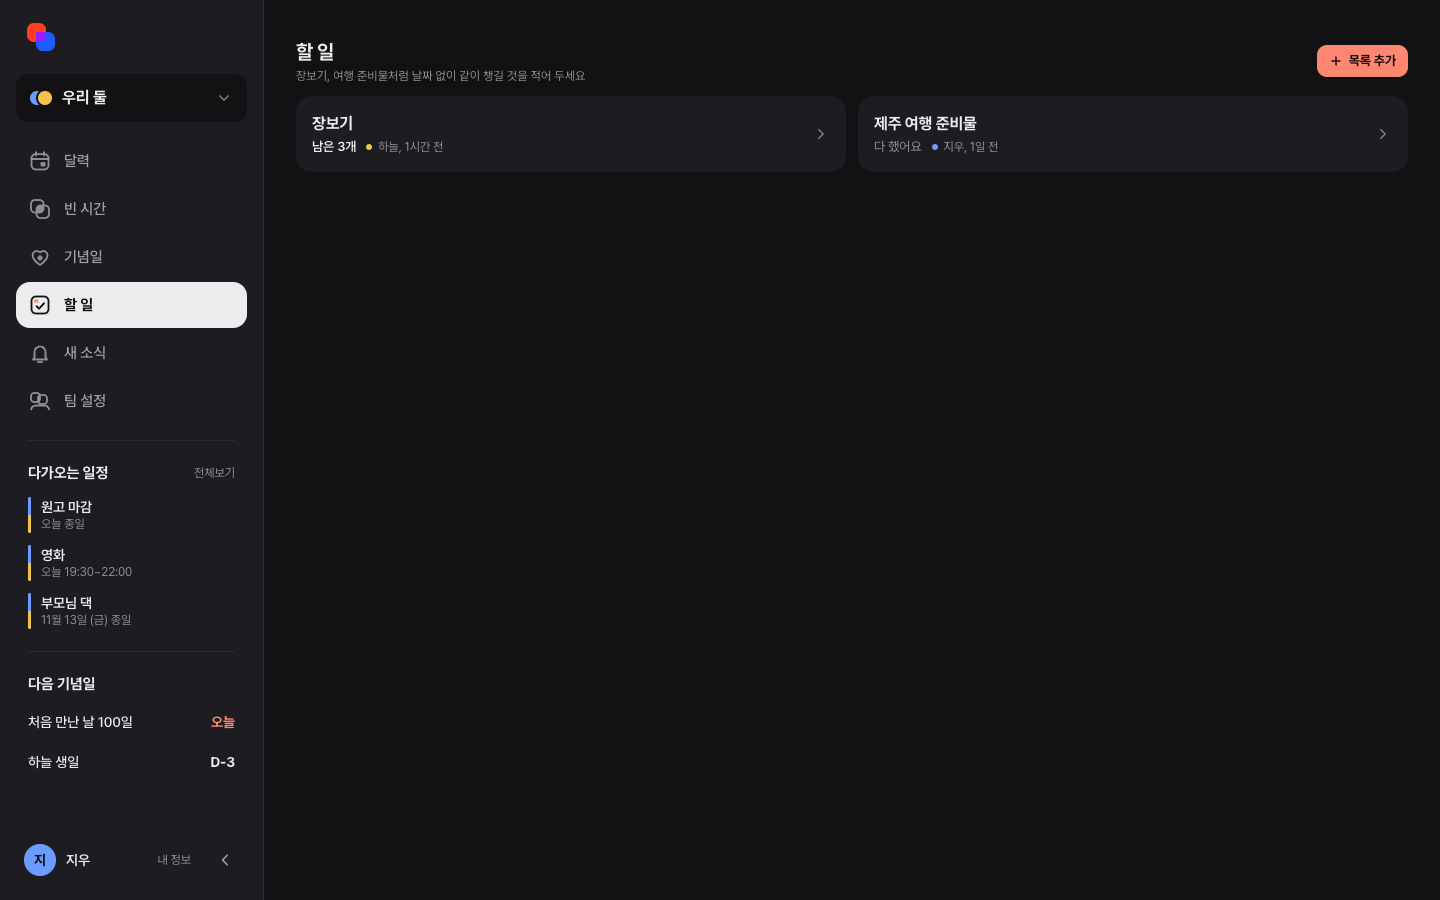 우리 둘
달력
빈 시간
기념일
할 일
새 소식
팀 설정
다가오는 일정 전체보기
원고 마감
오늘 종일
영화
오늘 19:30~22:00
부모님 댁
11월 13일 (금) 종일
다음 기념일
처음 만난 날 100일 오늘
하늘 생일 D-3
지 지우 내 정보
할 일
장보기, 여행 준비물처럼 날짜 없이 같이 챙길 것을 적어 두세요
목록 추가
장보기
남은 3개 하늘, 1시간 전
제주 여행 준비물
다 했어요 지우, 1일 전